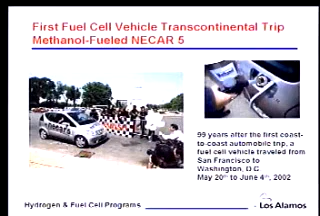 First Fuel Cell Vehicle Transcontinental Trip
Methanol-Fueled NECAR 5
99 years after the first coast-
to-coast automobile trip, a
fuel cell vehicle traveled from
San Francisco to
Washington, D C
May 20th to June 4th, 2002
Hydrogen & Fuel Cell Programs
Los Alamos